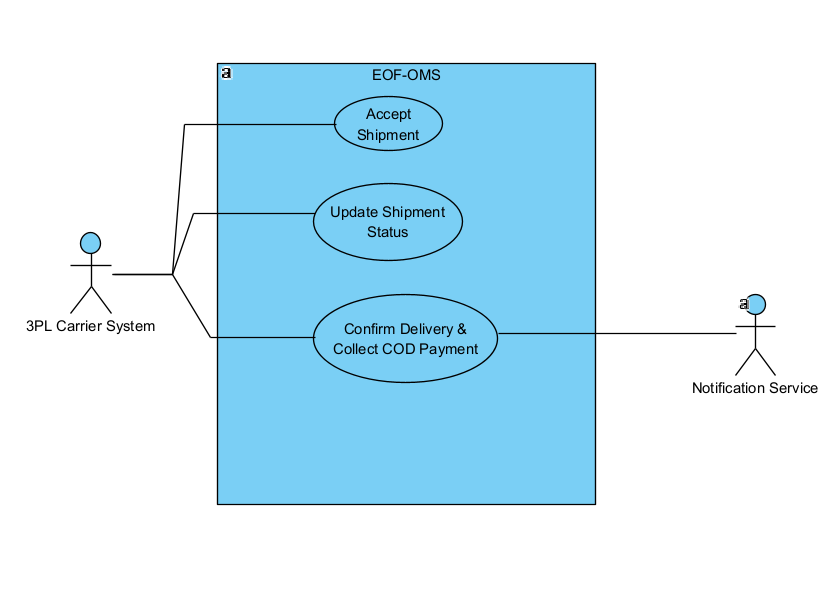 a
EOF-OMS
Accept
Shipment
Update Shipment
Status
3PL Carrier System
Confirm Delivery &
Collect COD Payment
a
Notification Service